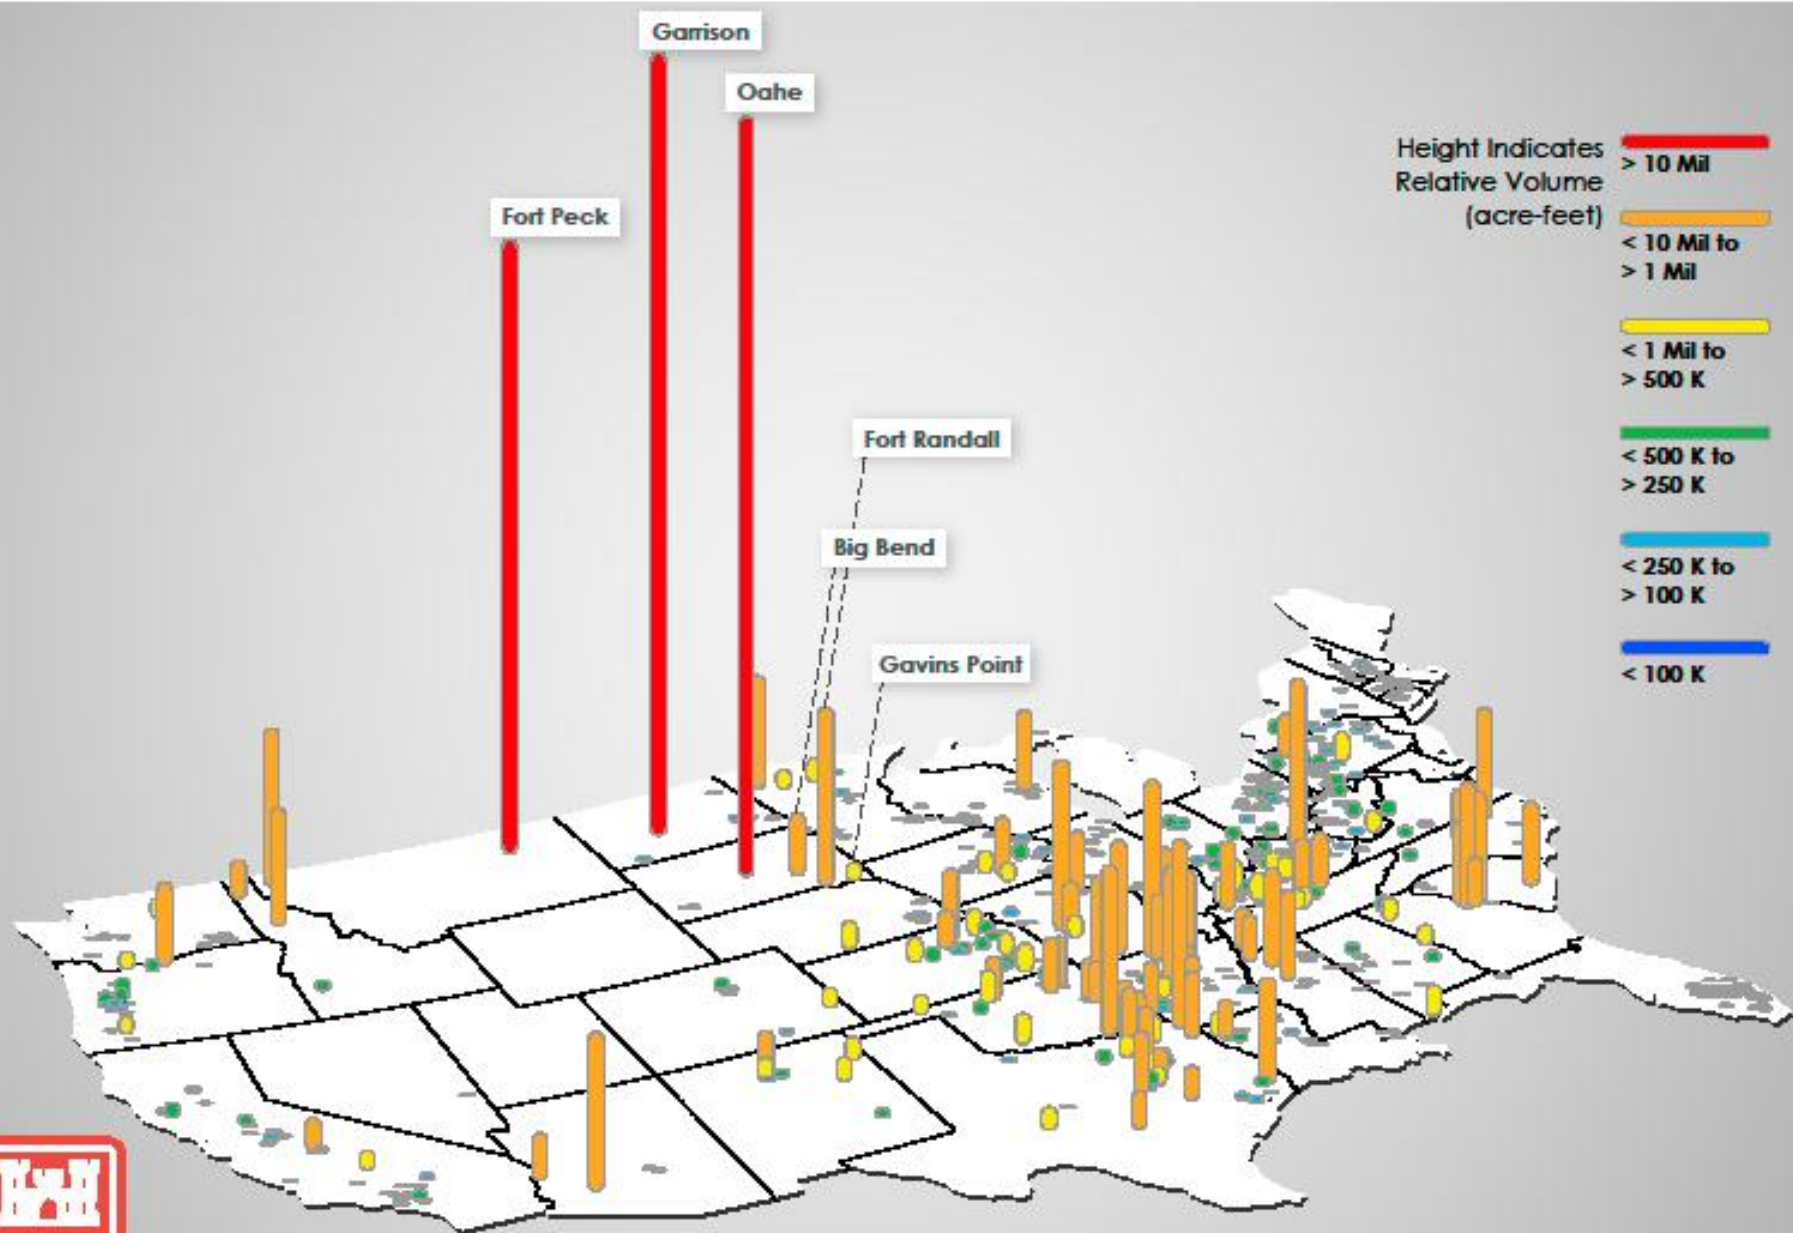 Garrison
Oahe
Fort Peck
Fort Randall
Big Bend
Gavins Point
Height Indicates
Relative Volume
(acre-feet)
> 10 Mil
< 10 Mil to
> 1 Mil
< 1 Mil to
> 500 K
< 500 K to
> 250 K
< 250 K to
> 100 K
< 100 K